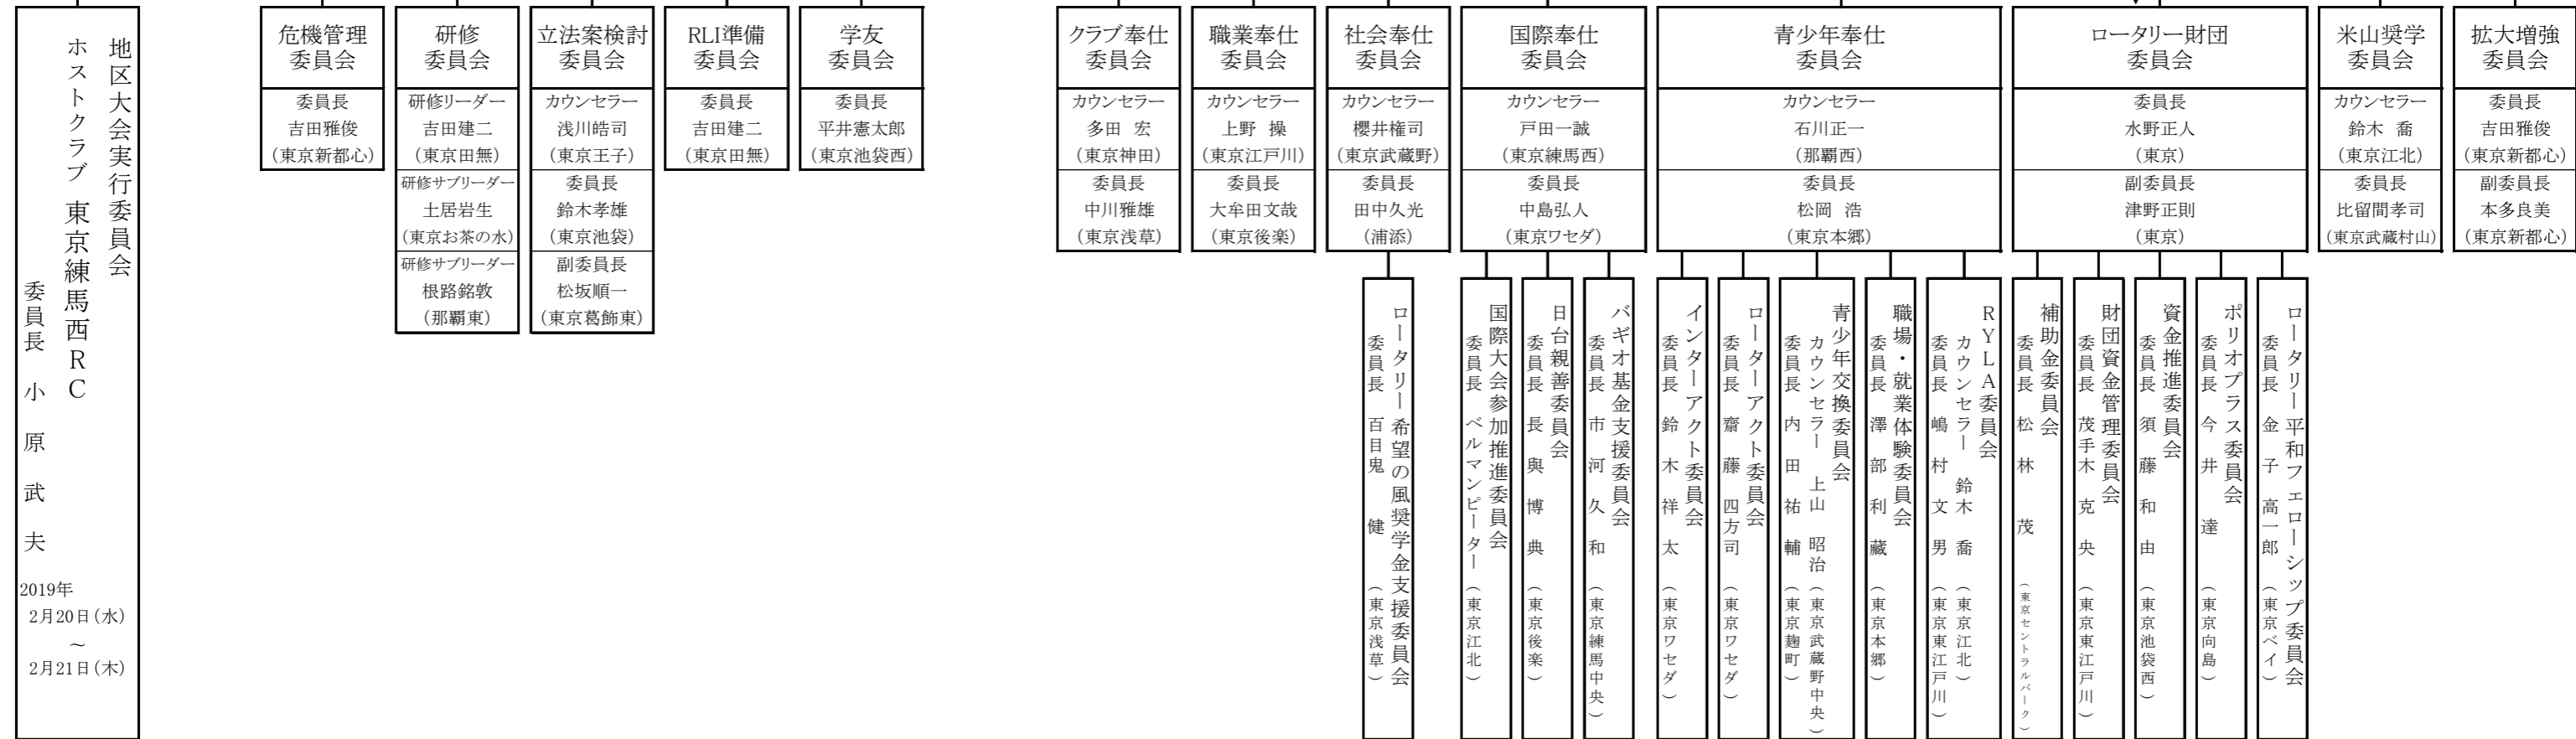 地区大会実行委員会
ホストクラブ 東京練馬西RC
委員長 小原武夫
2019年
2月20日(水)
～
2月21日(木)
危機管理
委員会
委員長
吉田雅俊
(東京新都心)
研修
委員会
研修リーダー
吉田建二
(東京田無)
研修サブリーダー
土居岩生
(東京お茶の水)
研修サブリーダー
根路銘敦
(那覇東)
立法案検討
委員会
カウンセラー
浅川皓司
(東京王子)
委員長
鈴木孝雄
(東京池袋)
副委員長
松坂順一
(東京葛飾東)
RLI準備
委員会
委員長
吉田建二
(東京田無)
学友
委員会
委員長
平井憲太郎
(東京池袋西)
クラブ奉仕
委員会
カウンセラー
多田 宏
(東京神田)
委員長
中川雅雄
(東京浅草)
職業奉仕
委員会
カウンセラー
上野 操
(東京江戸川)
委員長
大牟田文哉
(東京後楽)
社会奉仕
委員会
カウンセラー
櫻井権司
(東京武蔵野)
委員長
田中久光
(浦添)
ロータリー希望の風奨学金支援委員会
委員長 百目鬼 健 (東京浅草)
国際奉仕
委員会
カウンセラー
戸田一誠
(東京練馬西)
委員長
中島弘人
(東京ワセダ)
国際大会参加推進委員会
委員長 ベルマンピーター (東京江北)
日台親善委員会
委員長 長與博典 (東京後楽)
バギオ基金支援委員会
委員長 市河久和 (東京練馬中央)
青少年奉仕
委員会
カウンセラー
石川正一
(那覇西)
委員長
松岡 浩
(東京本郷)
インターアクト委員会
委員長 鈴木祥太 (東京ワセダ)
ローターアクト委員会
委員長 齋藤四方司 (東京ワセダ)
青少年交換委員会
カウンセラー 上山 昭治 (東京武蔵野中央)
委員長 内田祐輔 (東京麹町)
職場・就業体験委員会
委員長 澤部利藏 (東京本郷)
RYLA委員会
カウンセラー 鈴木 喬 (東京江北)
委員長 嶋村文男 (東京東江戸川)
ロータリー財団
委員会
委員長
水野正人
(東京)
副委員長
津野正則
(東京)
補助金委員会
委員長 松林 茂 (東京セントラルパーク)
財団資金管理委員会
委員長 茂手木克央 (東京東江戸川)
資金推進委員会
委員長 須藤和由 (東京池袋西)
ポリオプラス委員会
委員長 今井 達 (東京向島)
ロータリー平和フェローシップ委員会
委員長 金子高一郎 (東京ベイ)
米山奨学
委員会
カウンセラー
鈴木 喬
(東京江北)
委員長
比留間孝司
(東京武蔵村山)
拡大増強
委員会
委員長
吉田雅俊
(東京新都心)
副委員長
本多良美
(東京新都心)